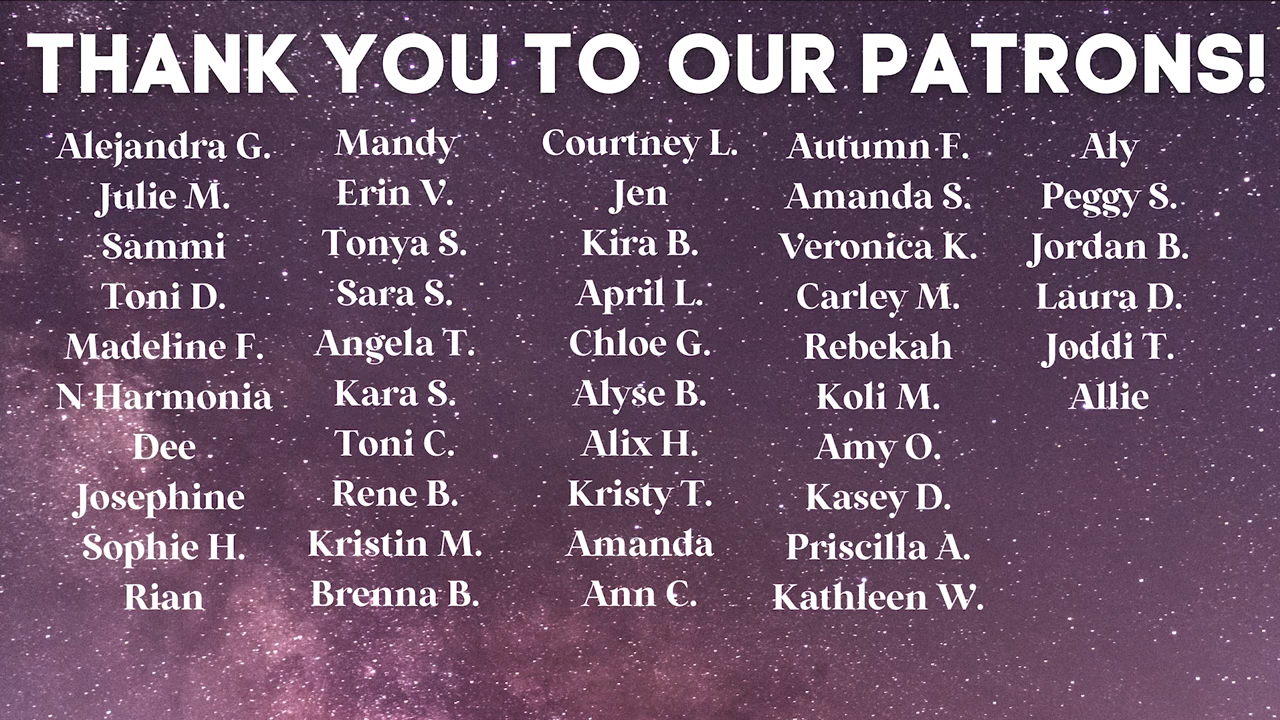 THANK YOU TO OUR PATRONS!
Alejandra G.
Julie M.
Sammi
Toni D.
Madeline F.
N Harmonia
Dee
Josephine
Sophie H.
Rian
Mandy
Erin V.
Tonya S.
Sara S.
Angela T.
Kara S.
Toni C.
Rene B.
Kristin M.
Brenna B.
Courtney L.
Jen
Kira B.
April L.
Chloe G.
Alyse B.
Alix H.
Kristy T.
Amanda
Ann C.
Autumn F.
Amanda S.
Veronica K.
Carley M.
Rebekah
Koli M.
Amy O.
Kasey D.
Priscilla A.
Kathleen W.
Aly
Peggy S.
Jordan B.
Laura D.
Jøddi T.
Allie